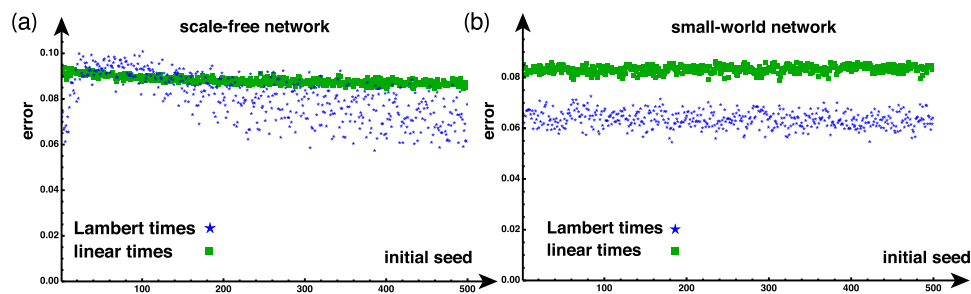 (a)
scale-free network
error
0.10
0.08
0.06
0.04
0.02
0.00
Lambert times
linear times
initial seed
100
200
300
400
500
(b)
small-world network
error
0.08
0.06
0.04
0.02
0.00
Lambert times
linear times
initial seed
100
200
300
400
500